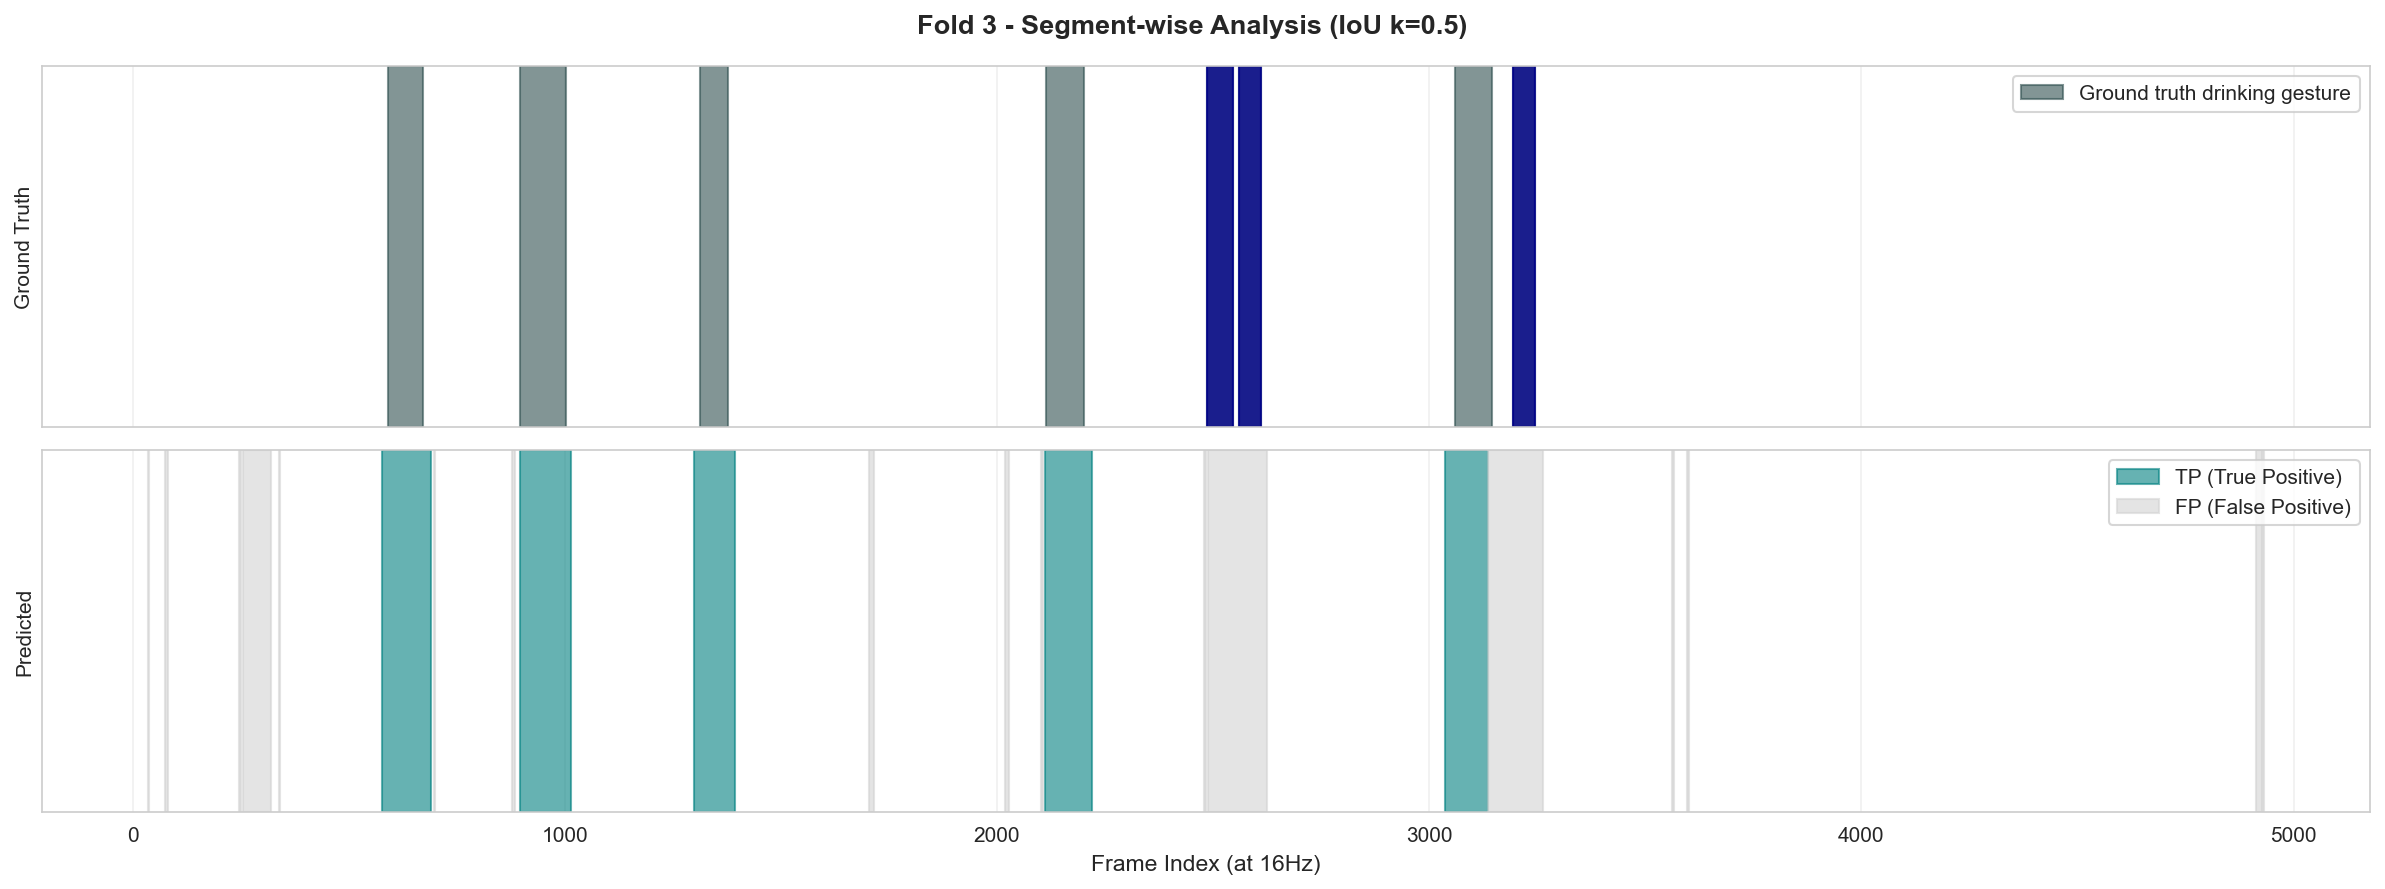 Fold 3 - Segment-wise Analysis (IoU k=0.5)
Ground Truth
Ground truth drinking gesture
Predicted
TP (True Positive)
FP (False Positive)
0 1000 2000 3000 4000 5000
Frame Index (at 16Hz)